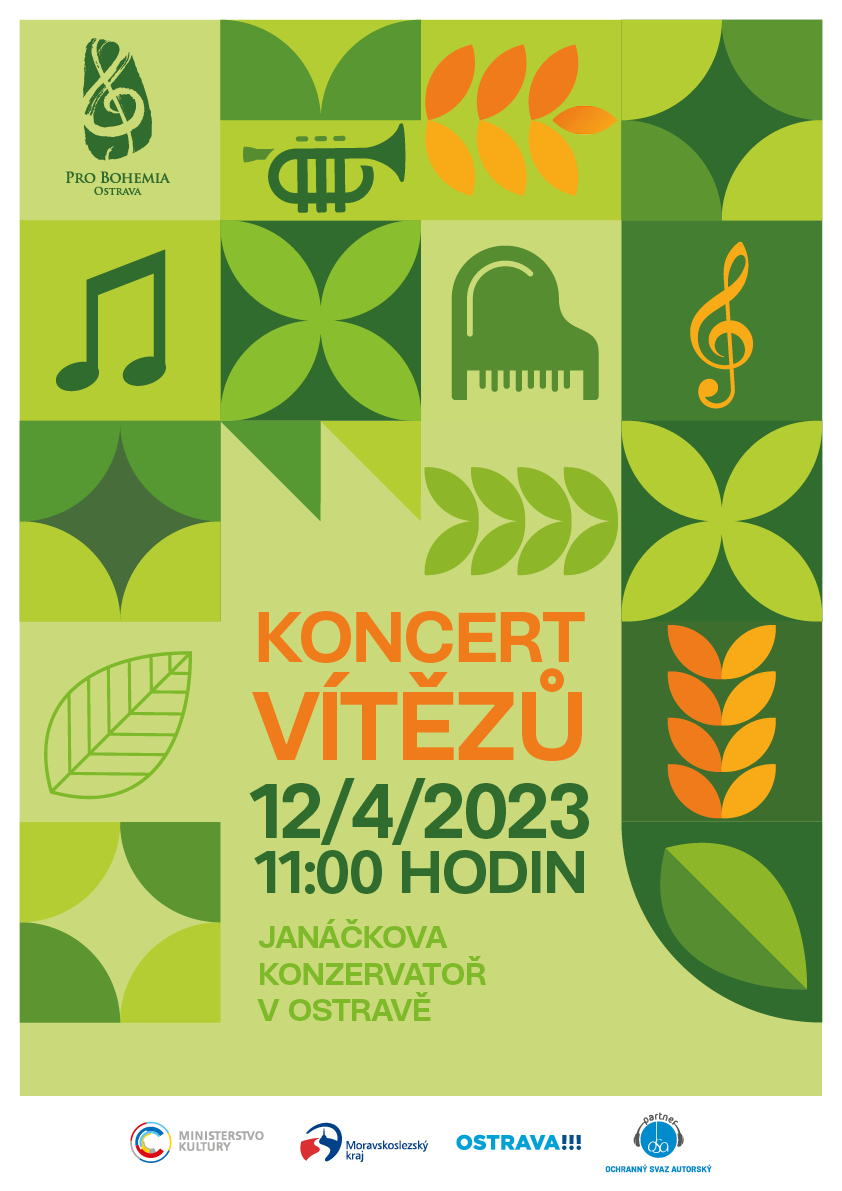 PRO BOHEMIA
OSTRAVA
KONCERT
VÍTĚZŮ
12/4/2023
11:00 HODIN
JANÁČKOVA
KONZERVATOŘ
V OSTRAVĚ
MINISTERSTVO
KULTURY
Moravskoslezský
kraj
OSTRAVA!!!
partner
osa
OCHRANNÝ SVAZ AUTORSKÝ